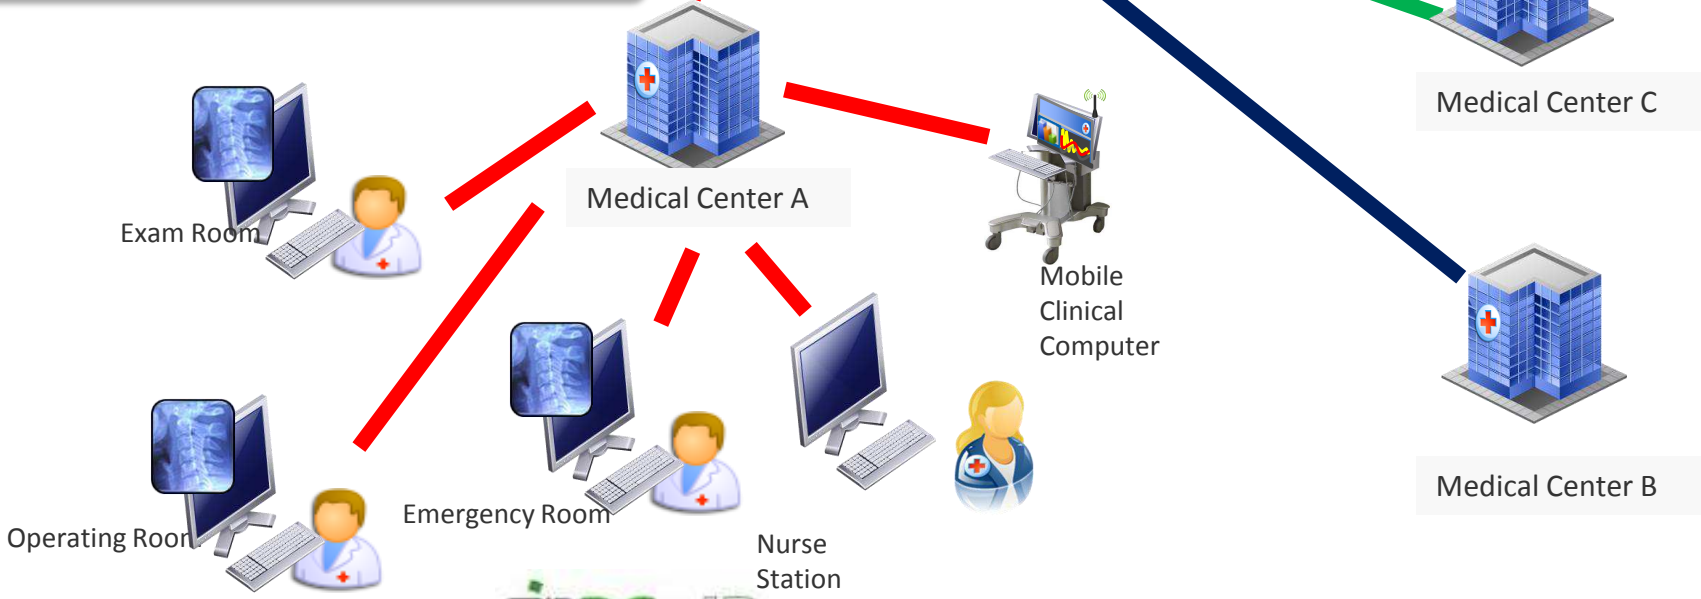 Medical Center C
Medical Center A
Exam Room
Mobile
Clinical
Computer
Medical Center B
Emergency Room
Operating Room
Nurse
Station